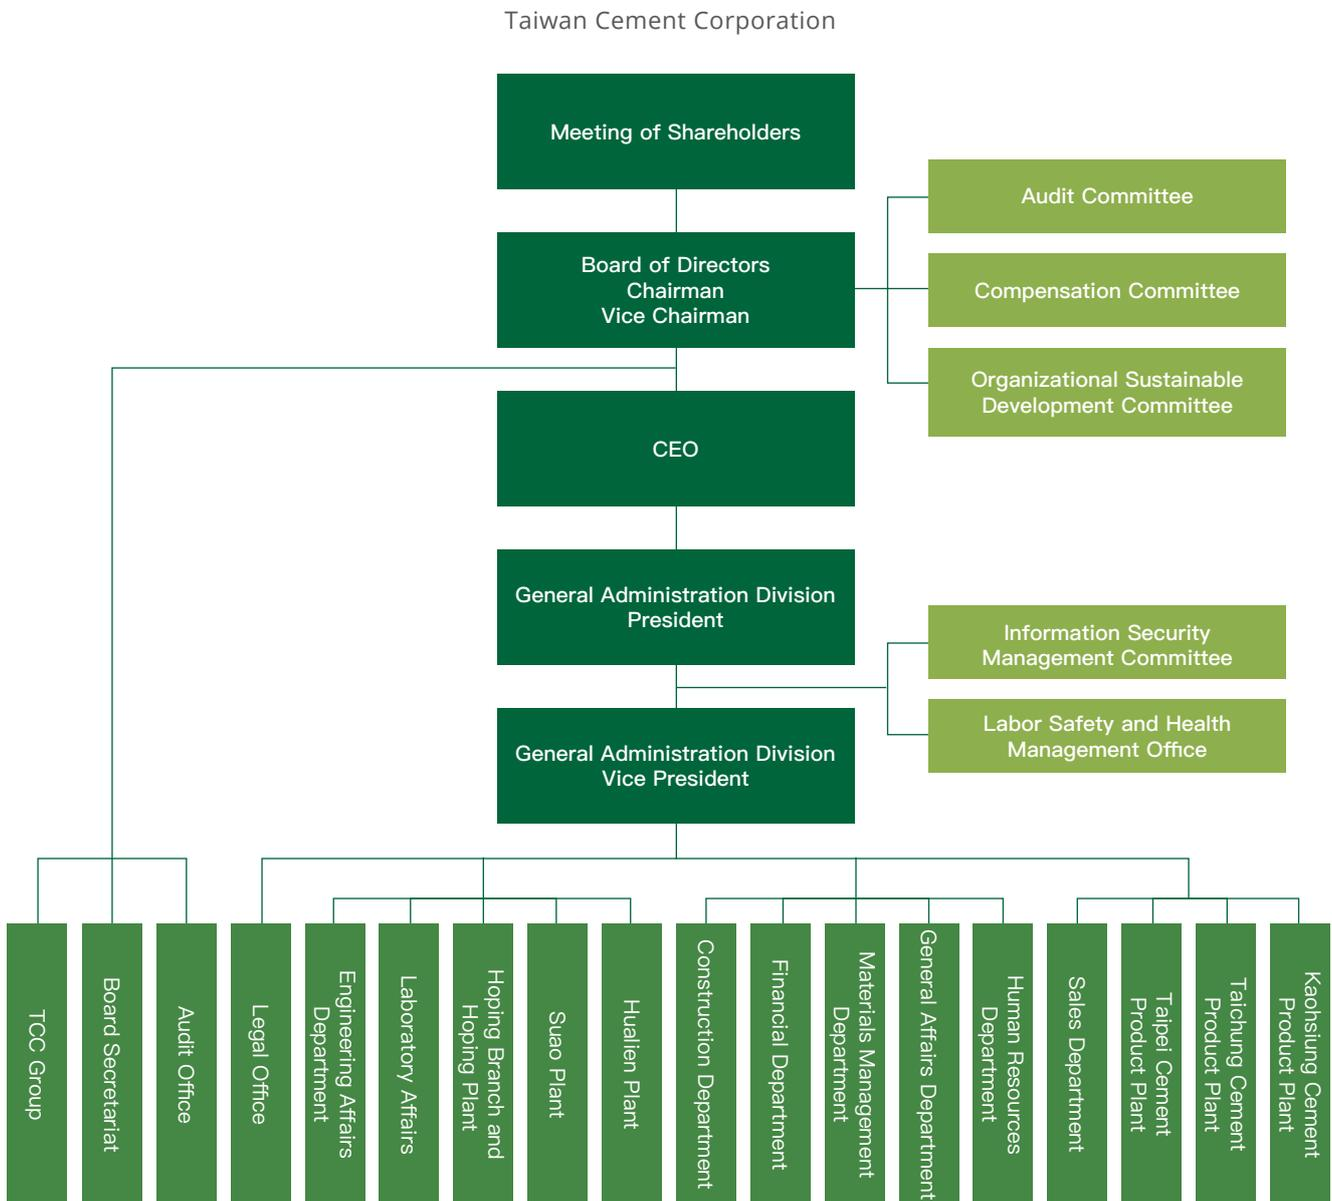 Taiwan Cement Corporation
Meeting of Shareholders
Audit Committee
Board of Directors
Chairman
Vice Chairman
Compensation Committee
Organizational Sustainable
Development Committee
CEO
General Administration Division
President
Information Security
Management Committee
Labor Safety and Health
Management Office
General Administration Division
Vice President
TCC Group
Board Secretariat
Audit Office
Legal Office
Engineering Affairs
Department
Laboratory Affairs
Hoping Branch and
Hoping Plant
Suao Plant
Hualien Plant
Construction Department
Financial Department
Materials Management
Department
General Affairs Department
Human Resources
Department
Sales Department
Taipei Cement
Product Plant
Taichung Cement
Product Plant
Kaohsiung Cement
Product Plant